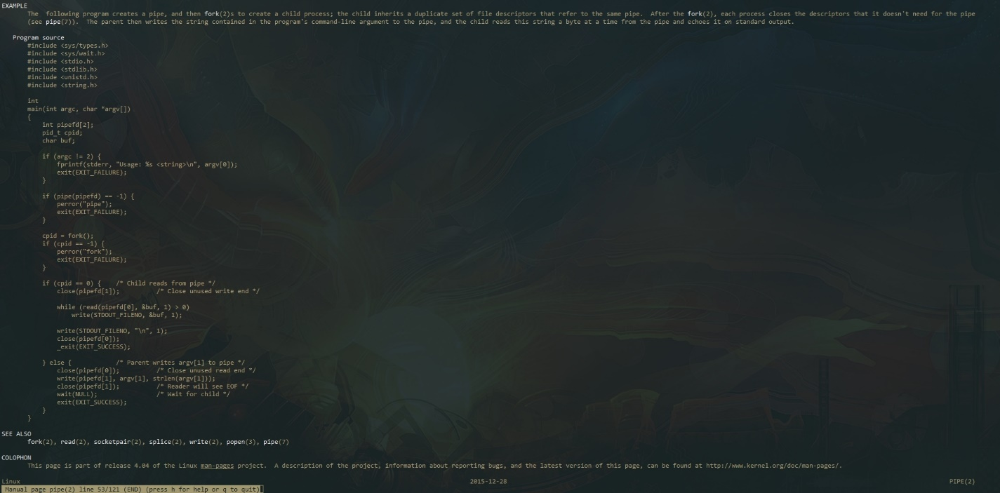 EXAMPLE
The  following program creates a pipe, and then fork(2)s to create a child process; the child inherits a duplicate set of file descriptors that refer to the same pipe.  After the fork(2), each process closes the descriptors that it doesn't need for the pipe
(see pipe(7)).  The parent then writes the string contained in the program's command-line argument to the pipe, and the child reads this string a byte at a time from the pipe and echoes it on standard output.
Program source
#include <sys/types.h>
#include <sys/wait.h>
#include <stdio.h>
#include <stdlib.h>
#include <unistd.h>
#include <string.h>
int
main(int argc, char *argv[])
{
int pipefd[2];
pid_t cpid;
char buf;
if (argc != 2) {
fprintf(stderr, "Usage: %s <string>\n", argv[0]);
exit(EXIT_FAILURE);
}
if (pipe(pipefd) == -1) {
perror("pipe");
exit(EXIT_FAILURE);
}
cpid = fork();
if (cpid == -1) {
perror("fork");
exit(EXIT_FAILURE);
}
if (cpid == 0) {    /* Child reads from pipe */
close(pipefd[1]);          /* Close unused write end */
while (read(pipefd[0], &buf, 1) > 0)
write(STDOUT_FILENO, &buf, 1);
write(STDOUT_FILENO, "\n", 1);
close(pipefd[0]);
_exit(EXIT_SUCCESS);
} else {            /* Parent writes argv[1] to pipe */
close(pipefd[0]);          /* Close unused read end */
write(pipefd[1], argv[1], strlen(argv[1]));
close(pipefd[1]);          /* Reader will see EOF */
wait(NULL);                /* Wait for child */
exit(EXIT_SUCCESS);
}
}
SEE ALSO
fork(2), read(2), socketpair(2), splice(2), write(2), popen(3), pipe(7)
COLOPHON
This page is part of release 4.04 of the Linux man-pages project.  A description of the project, information about reporting bugs, and the latest version of this page, can be found at http://www.kernel.org/doc/man-pages/.
Linux 2015-12-28 PIPE(2)
Manual page pipe(2) line 53/121 (END) (press h for help or q to quit)